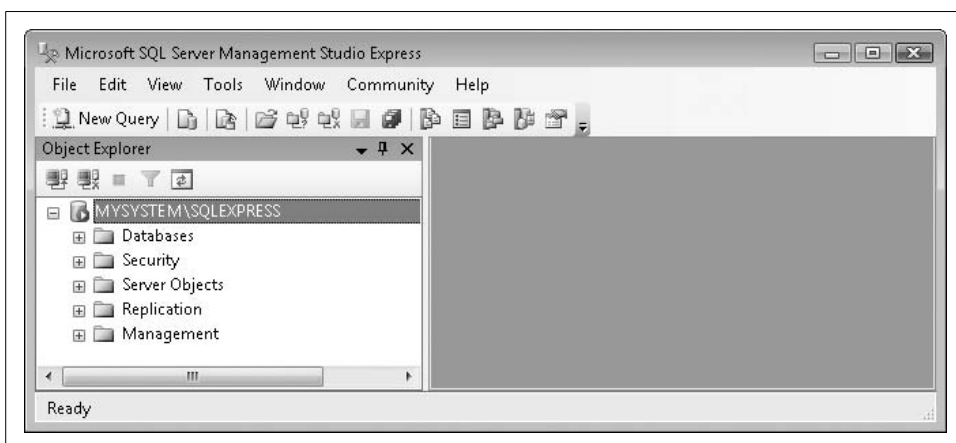 Microsoft SQL Server Management Studio Express
File Edit View Tools Window Community Help
New Query
Object Explorer
MYSYSTEM\SQLEXPRESS
Databases
Security
Server Objects
Replication
Management
Ready